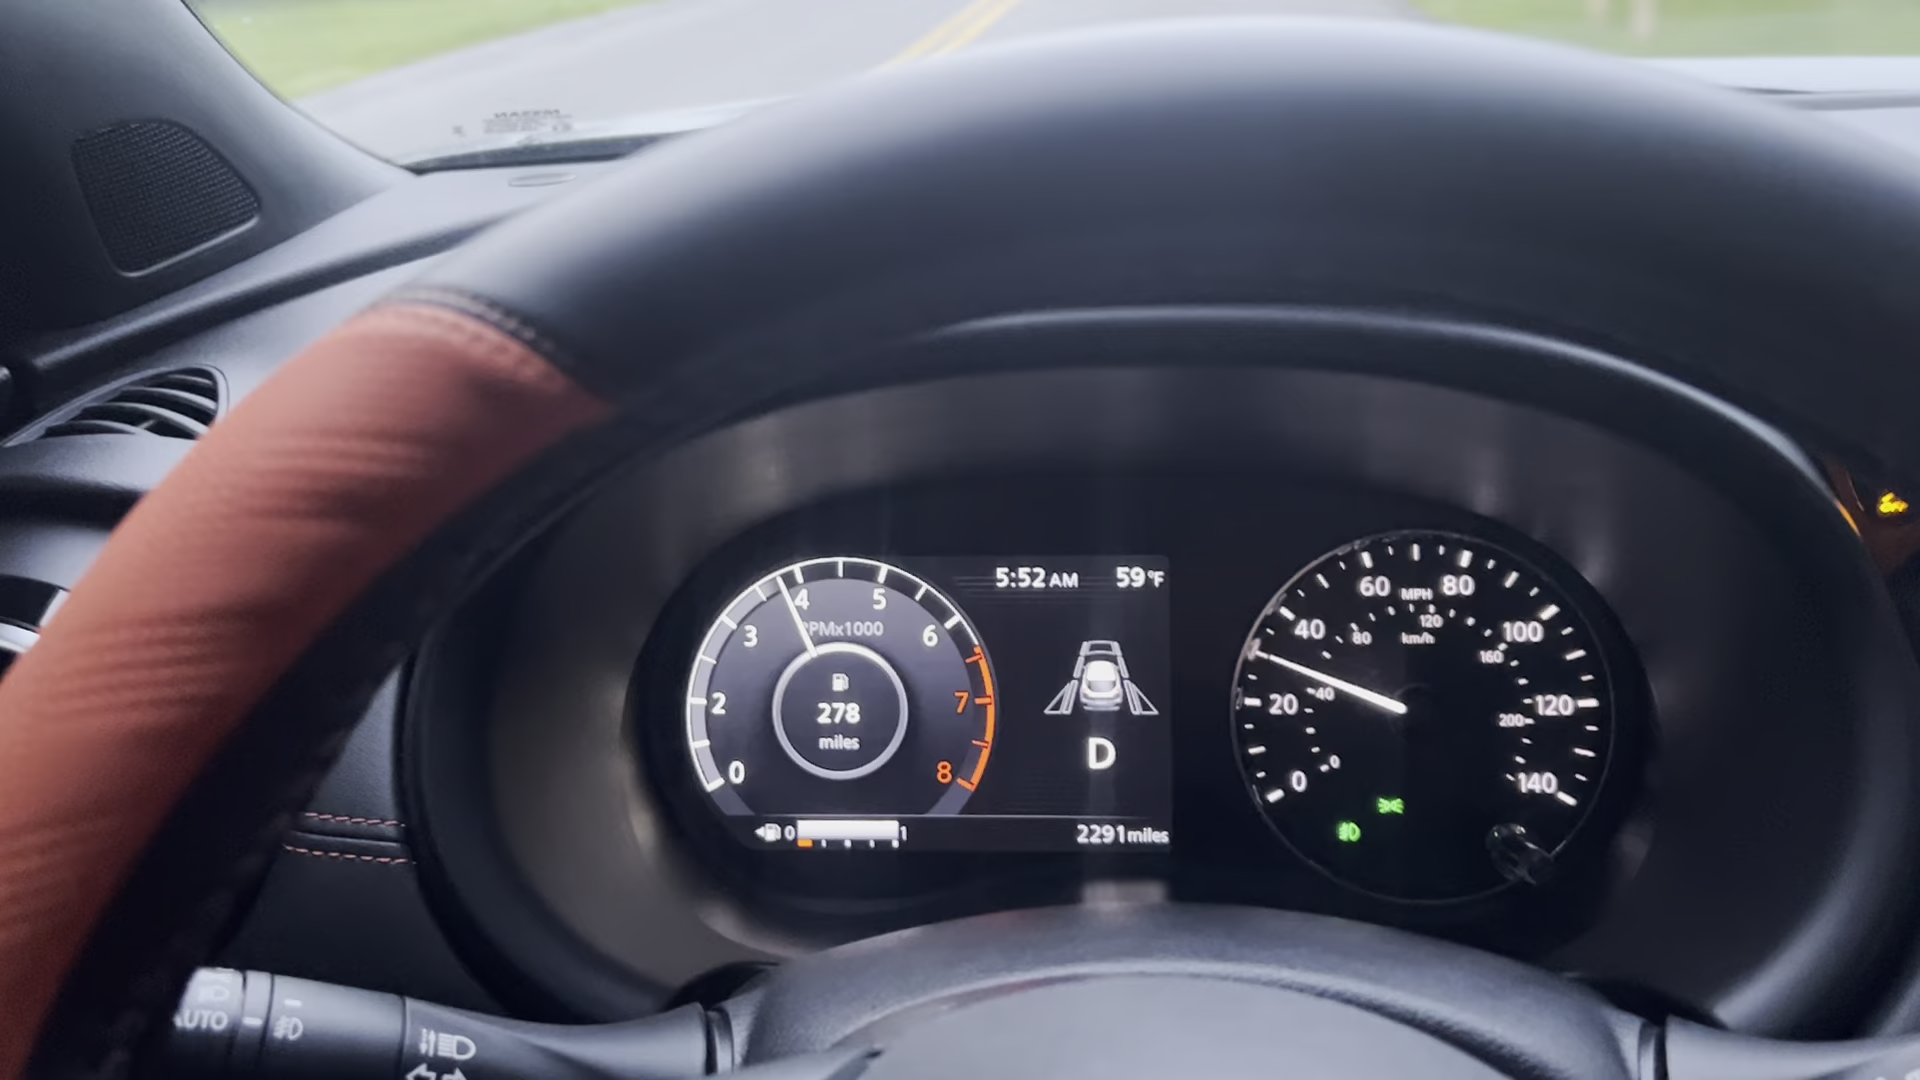 NISSAN
5:52 AM 59°F
0 2 3 4 5 6 7 8
RPMx1000
278
miles
D
0 1
2291 miles
0 20 40 60 80 100 120 140
MPH
km/h
0 40 80 120 160 200
AUTO